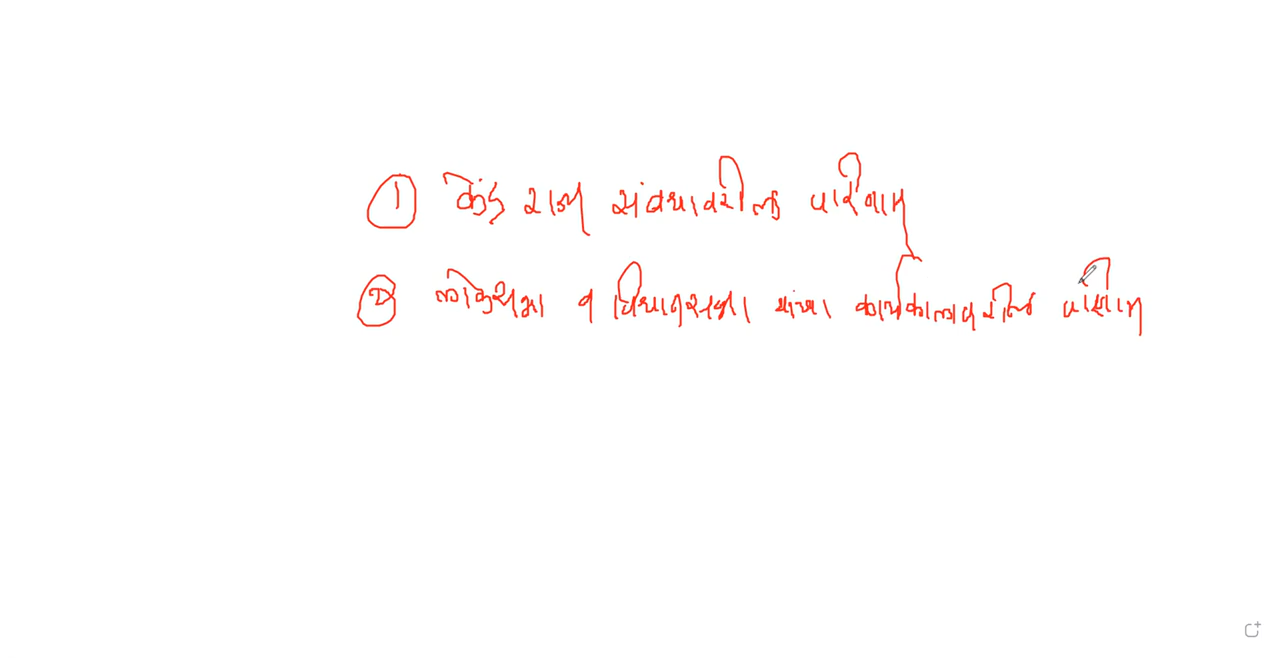 ① केंद्र राज्य संबंधावरील परिणाम
② लोकसभा व विधानसभा यांच्या कार्यकालावरील परिणाम